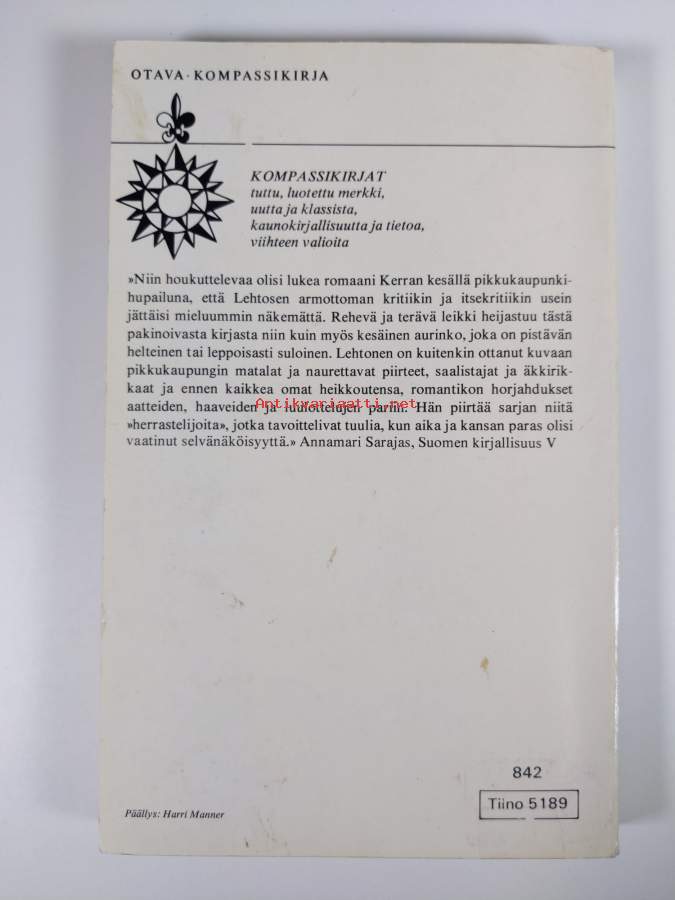 OTAVA · KOMPASSIKIRJA
KOMPASSIKIRJAT
tuttu, luotettu merkki,
uutta ja klassista,
kaunokirjallisuutta ja tietoa,
viihteen valioita
»Niin houkuttelevaa olisi lukea romaani Kerran kesällä pikkukaupunki-
hupailuna, että Lehtosen armottoman kritiikin ja itsekritiikin usein
jättäisi mieluummin näkemättä. Rehevä ja terävä leikki heijastuu tästä
pakinoivasta kirjasta niin kuin myös kesäinen aurinko, joka on pistävän
helteinen tai leppoisasti suloinen. Lehtonen on kuitenkin ottanut kuvaan
pikkukaupungin matalat ja naurettavat piirteet, saalistajat ja äkkirik-
kaat ja ennen kaikkea omat heikkoutensa, romantikon horjahdukset
aatteiden, haaveiden ja luulottelujen pariin. Hän piirtää sarjan niitä
Antikvariaatti.net
»herrastelijoita», jotka tavoittelivat tuulia, kun aika ja kansan paras olisi
vaatinut selvänäköisyyttä.» Annamari Sarajas, Suomen kirjallisuus V
842
Tiino 5189
Päällys: Harri Manner